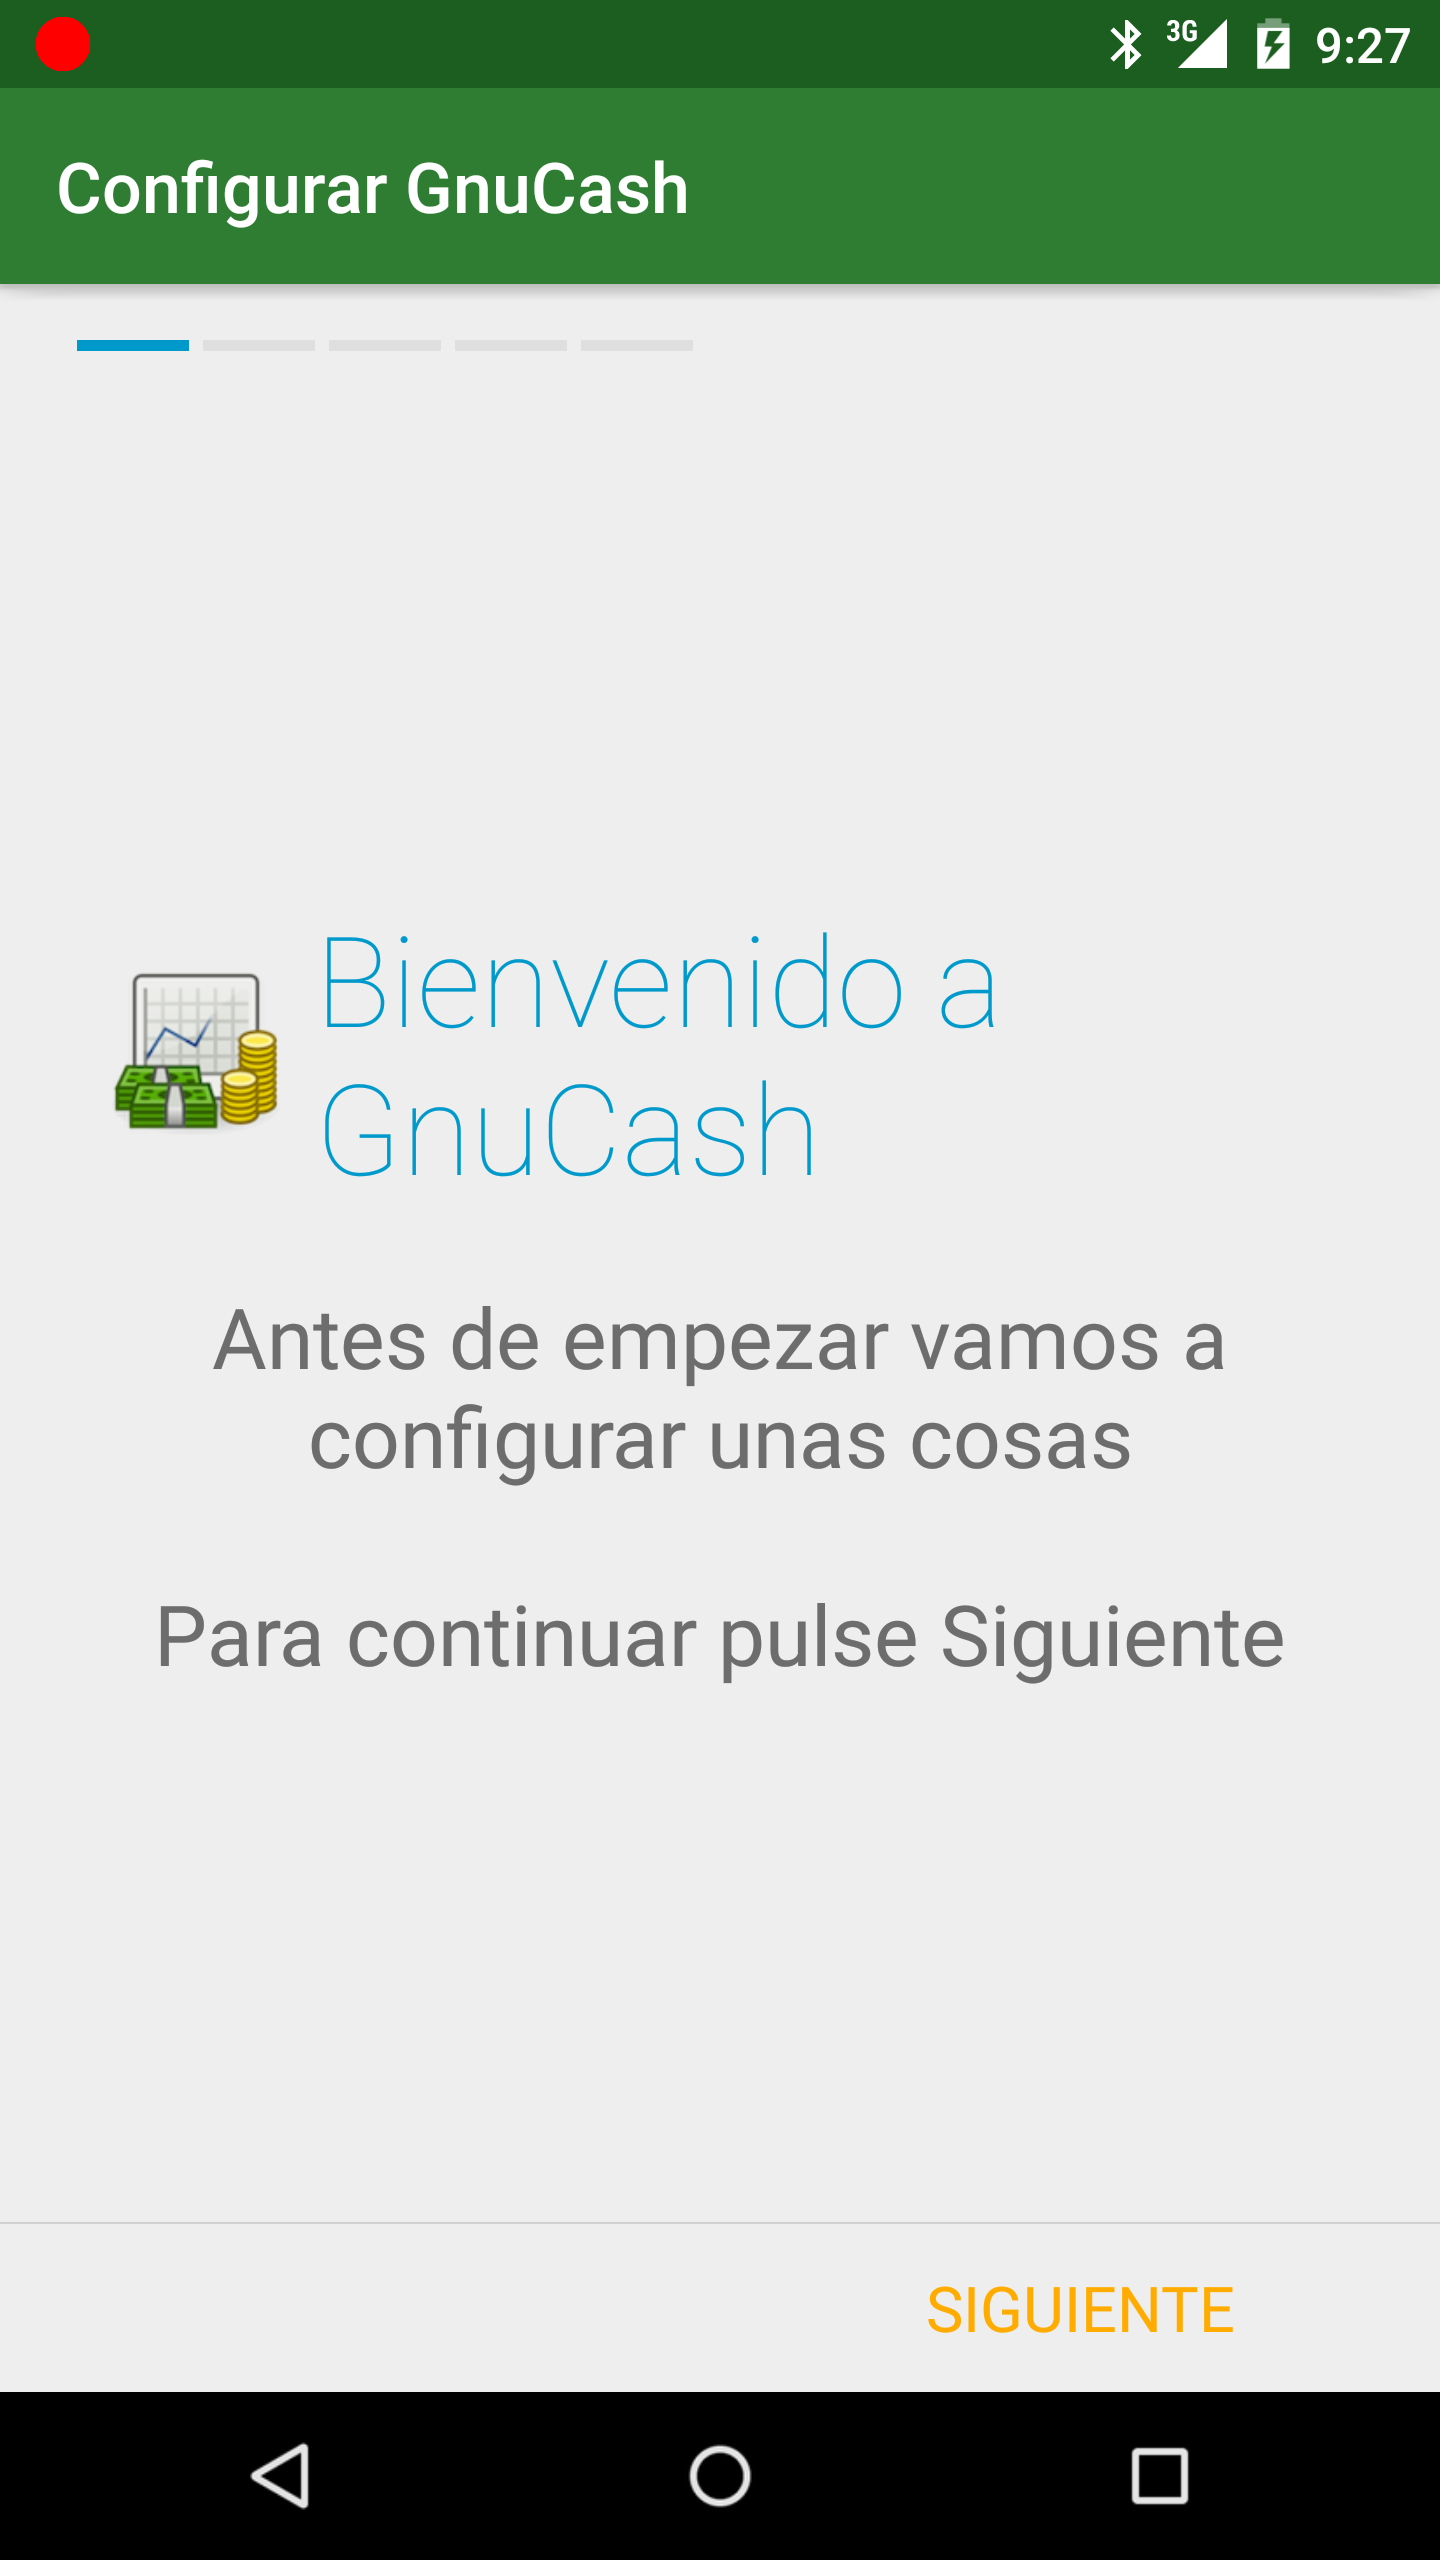 3G 9:27
Configurar GnuCash
Bienvenido a
GnuCash
Antes de empezar vamos a
configurar unas cosas
Para continuar pulse Siguiente
SIGUIENTE